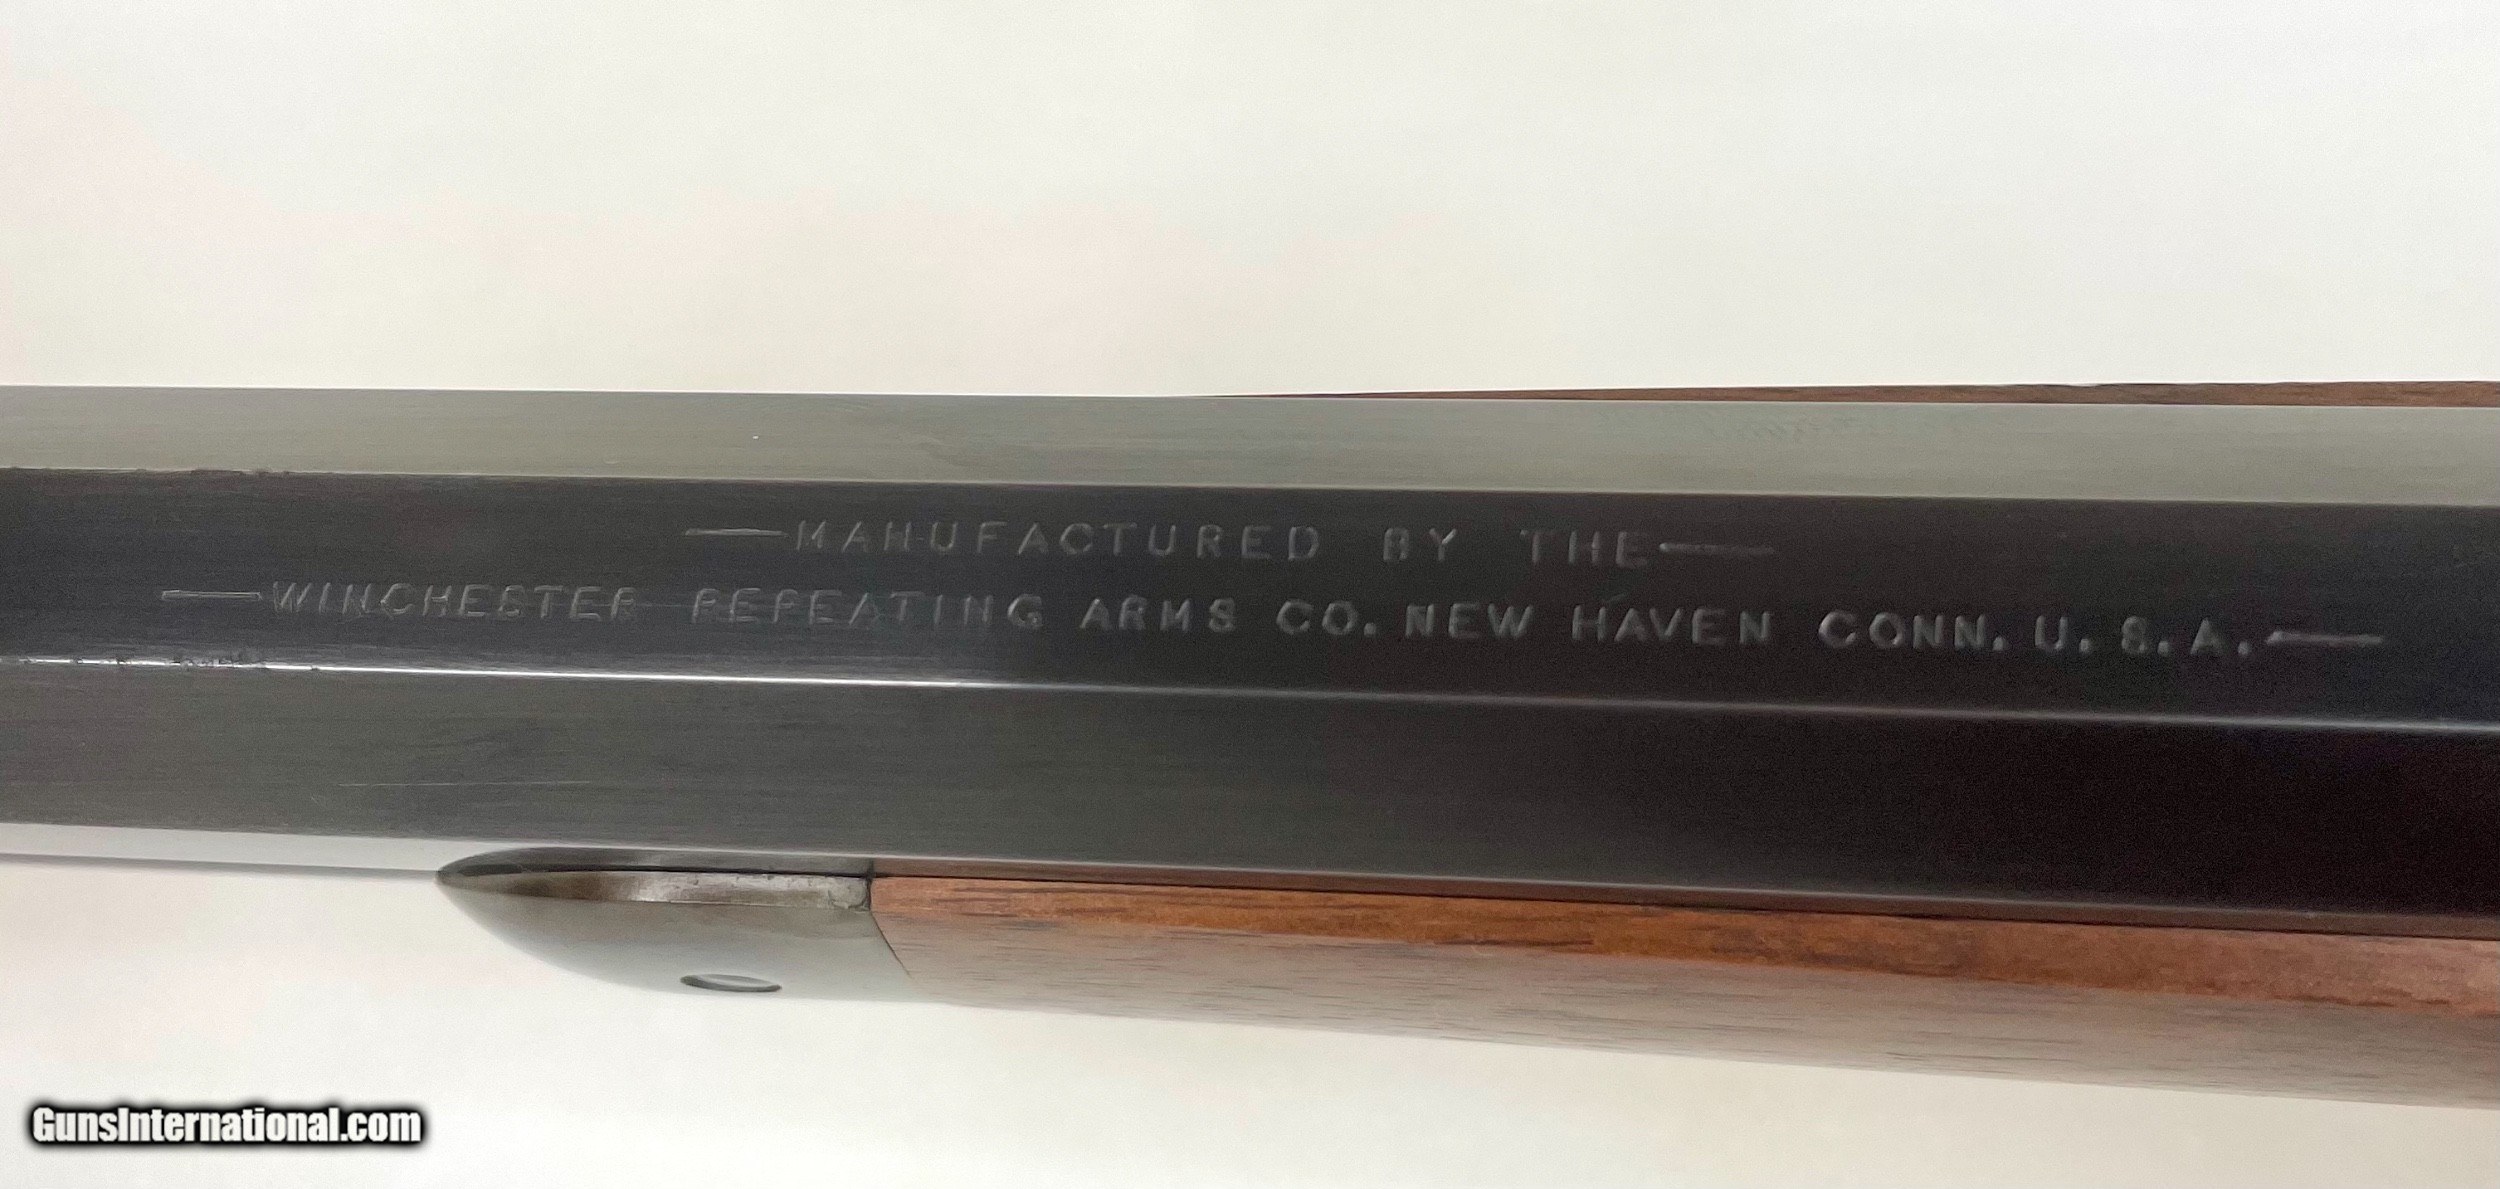 —MANUFACTURED BY THE—
—WINCHESTER REPEATING ARMS CO. NEW HAVEN CONN. U.S.A.—
GunsInternational.com